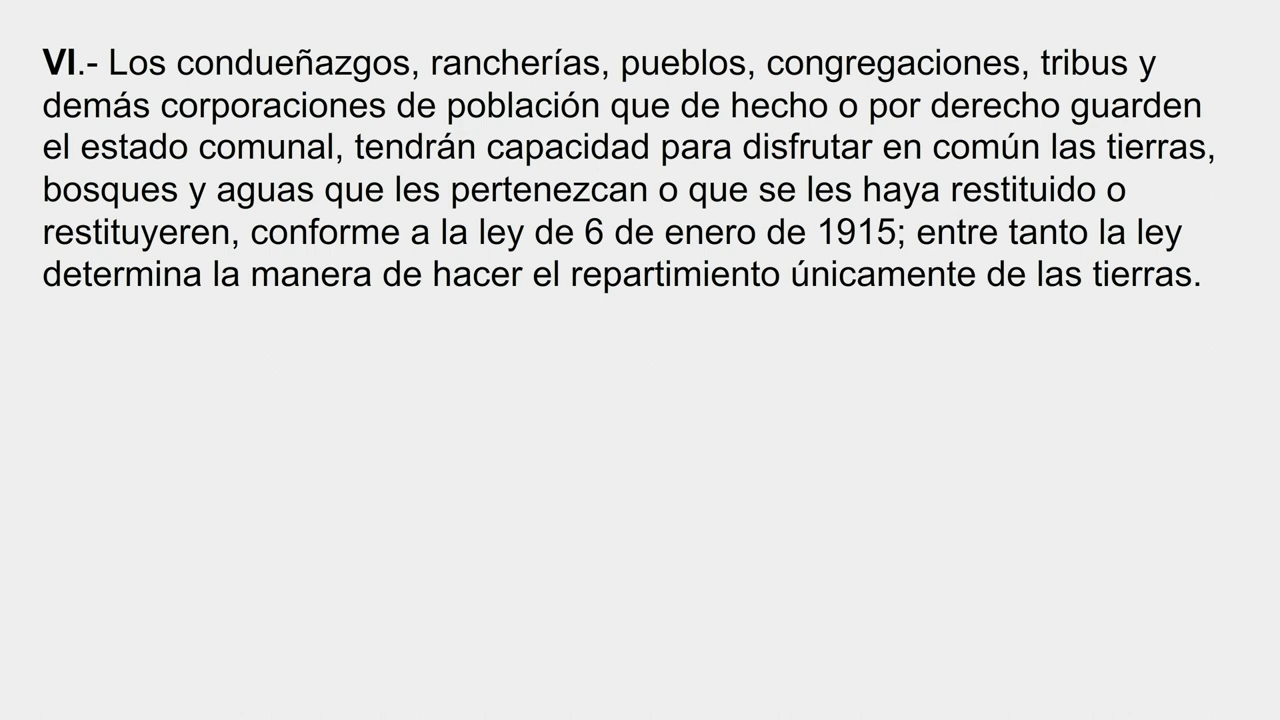 VI.- Los condueñazgos, rancherías, pueblos, congregaciones, tribus y
demás corporaciones de población que de hecho o por derecho guarden
el estado comunal, tendrán capacidad para disfrutar en común las tierras,
bosques y aguas que les pertenezcan o que se les haya restituido o
restituyeren, conforme a la ley de 6 de enero de 1915; entre tanto la ley
determina la manera de hacer el repartimiento únicamente de las tierras.